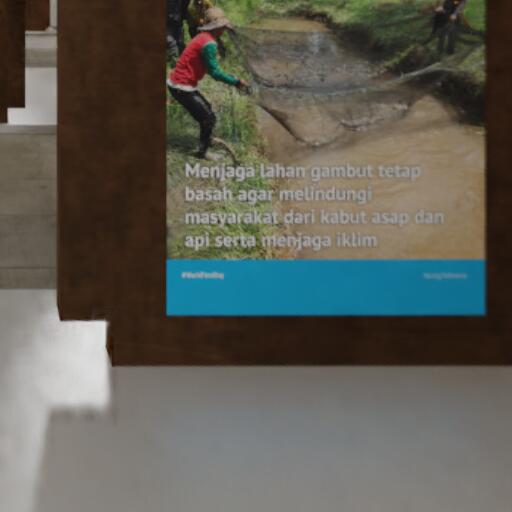 Menjaga lahan gambut tetap
basah agar melindungi
masyarakat dari kabut asap dan
api serta menjaga iklim